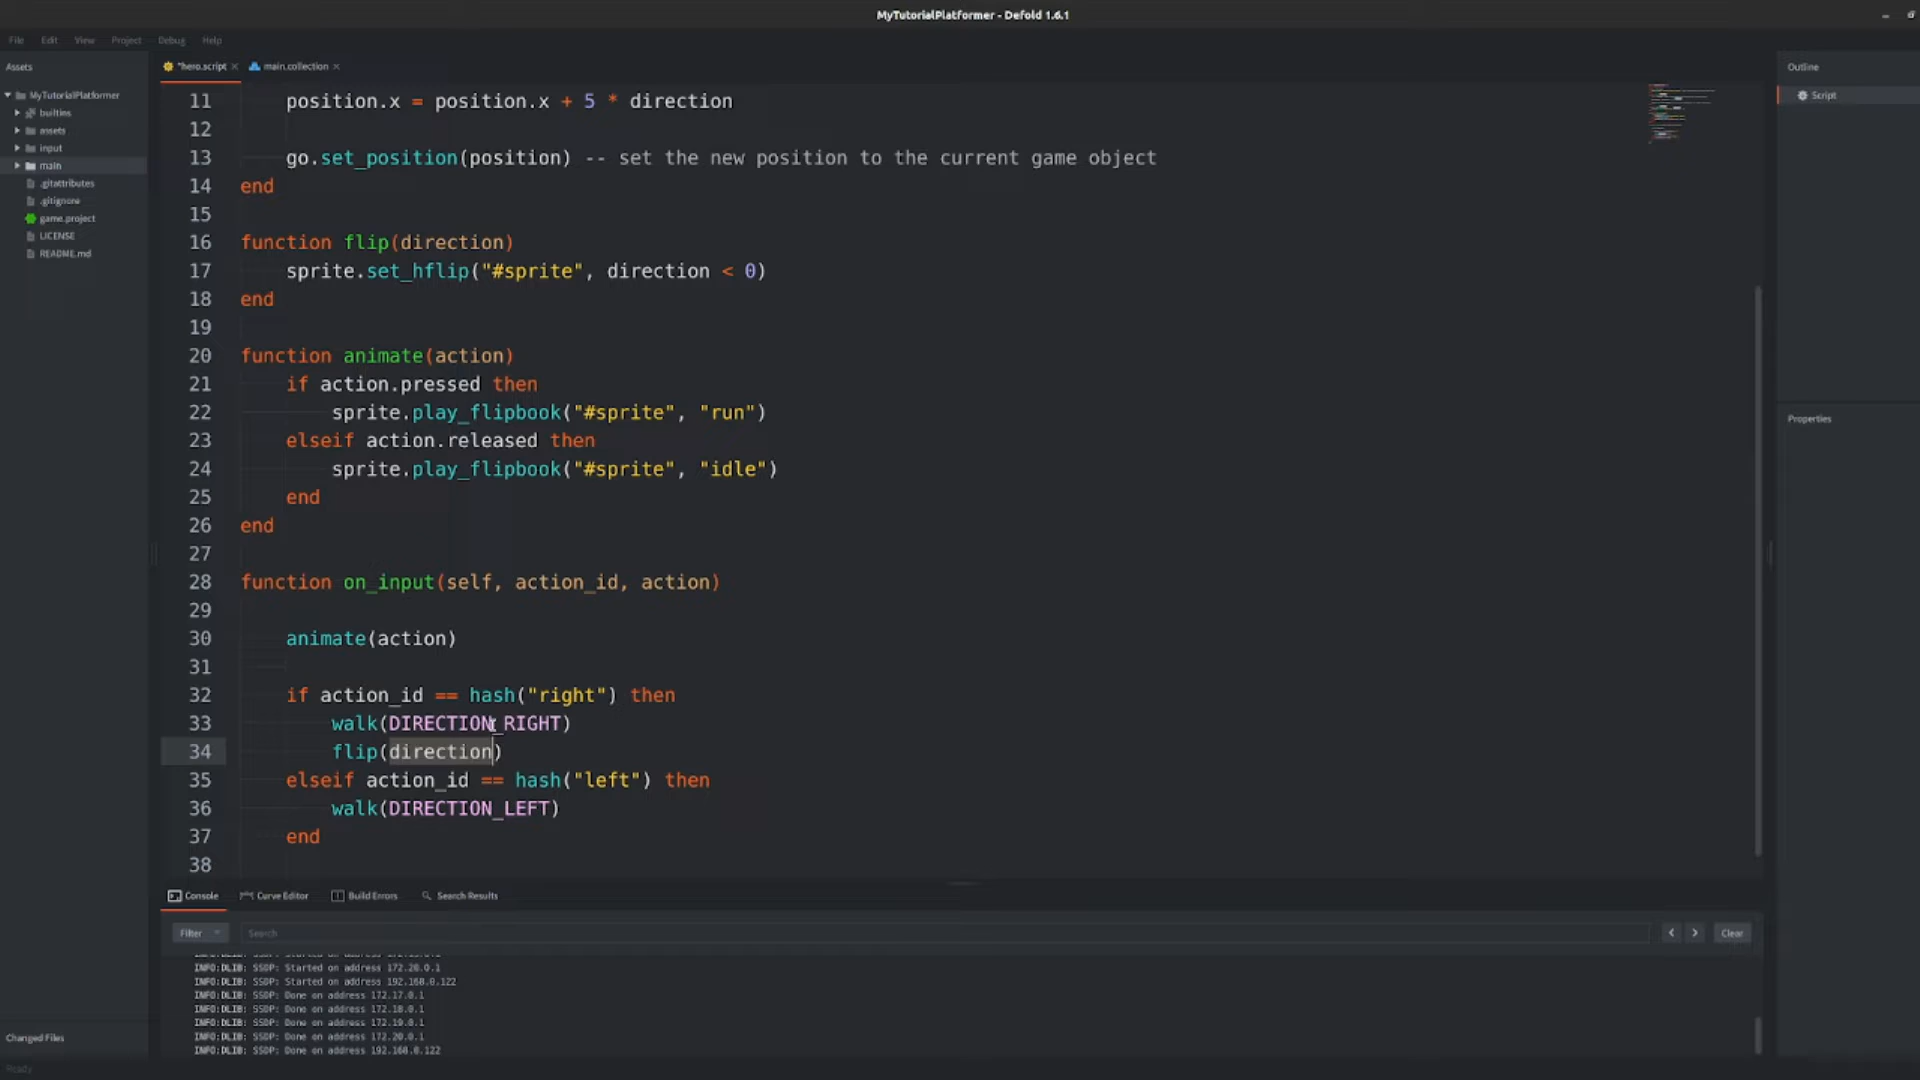 MyTutorialPlatformer - Defold 1.6.1
File Edit View Project Debug Help
Assets
*hero.script
main.collection
Outline
MyTutorialPlatformer
builtins
assets
input
main
.gitattributes
.gitignore
game.project
LICENSE
README.md
Script
Properties
11 position.x = position.x + 5 * direction
12
13 go.set_position(position) -- set the new position to the current game object
14 end
15
16 function flip(direction)
17 sprite.set_hflip("#sprite", direction < 0)
18 end
19
20 function animate(action)
21 if action.pressed then
22 sprite.play_flipbook("#sprite", "run")
23 elseif action.released then
24 sprite.play_flipbook("#sprite", "idle")
25 end
26 end
27
28 function on_input(self, action_id, action)
29
30 animate(action)
31
32 if action_id == hash("right") then
33 walk(DIRECTION_RIGHT)
34 flip(direction)
35 elseif action_id == hash("left") then
36 walk(DIRECTION_LEFT)
37 end
38
Console Curve Editor Build Errors Search Results
Filter Search Clear
INFO:DLIB: SSDP: Started on address 172.20.0.1
INFO:DLIB: SSDP: Started on address 192.168.0.122
INFO:DLIB: SSDP: Done on address 172.17.0.1
INFO:DLIB: SSDP: Done on address 172.18.0.1
INFO:DLIB: SSDP: Done on address 172.19.0.1
INFO:DLIB: SSDP: Done on address 172.20.0.1
INFO:DLIB: SSDP: Done on address 192.168.0.122
Changed Files
Ready